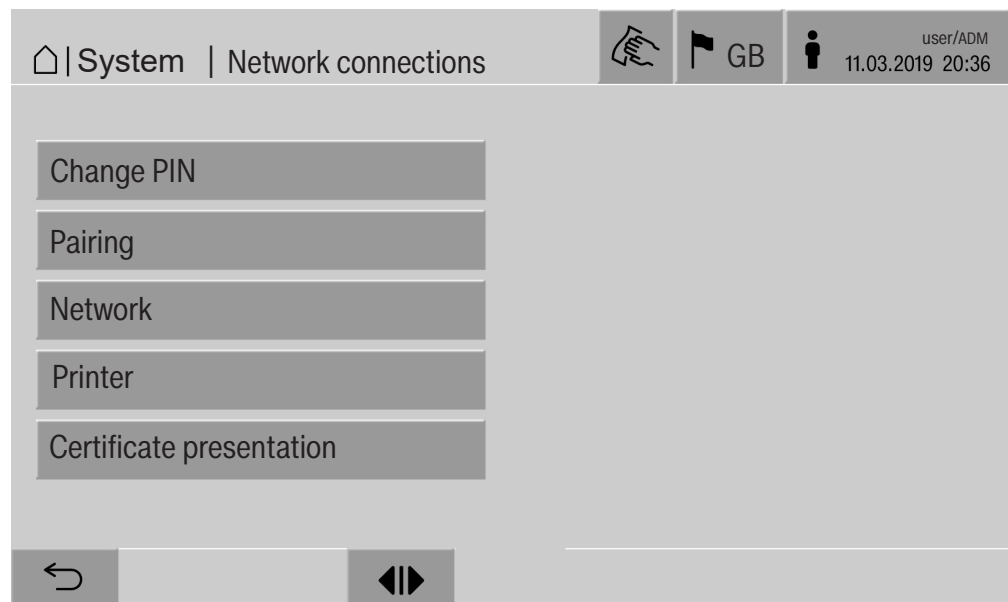 | System | Network connections
GB
user/ADM
11.03.2019 20:36
Change PIN
Pairing
Network
Printer
Certificate presentation